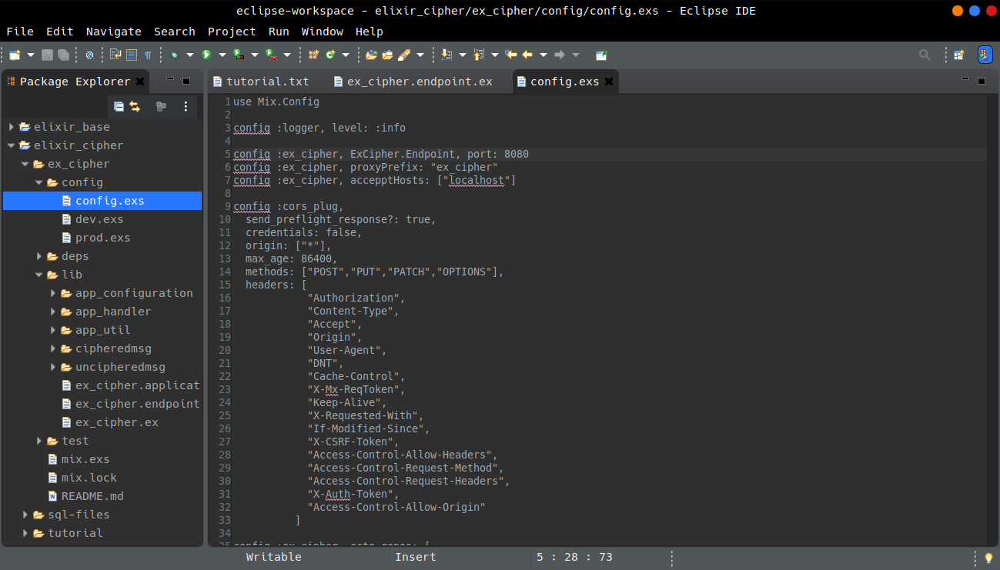 eclipse-workspace - elixir_cipher/ex_cipher/config/config.exs - Eclipse IDE
File Edit Navigate Search Project Run Window Help
Package Explorer
elixir_base
elixir_cipher
ex_cipher
config
config.exs
dev.exs
prod.exs
deps
lib
app_configuration
app_handler
app_util
cipheredmsg
uncipheredmsg
ex_cipher.applicat
ex_cipher.endpoint
ex_cipher.ex
test
mix.exs
mix.lock
README.md
sql-files
tutorial
tutorial.txt ex_cipher.endpoint.ex config.exs
1 use Mix.Config
2
3 config :logger, level: :info
4
5 config :ex_cipher, ExCipher.Endpoint, port: 8080
6 config :ex_cipher, proxyPrefix: "ex_cipher"
7 config :ex_cipher, accepptHosts: ["localhost"]
8
9 config :cors_plug,
10 send_preflight_response?: true,
11 credentials: false,
12 origin: ["*"],
13 max_age: 86400,
14 methods: ["POST","PUT","PATCH","OPTIONS"],
15 headers: [
16 "Authorization",
17 "Content-Type",
18 "Accept",
19 "Origin",
20 "User-Agent",
21 "DNT",
22 "Cache-Control",
23 "X-Mx-ReqToken",
24 "Keep-Alive",
25 "X-Requested-With",
26 "If-Modified-Since",
27 "X-CSRF-Token",
28 "Access-Control-Allow-Headers",
29 "Access-Control-Request-Method",
30 "Access-Control-Request-Headers",
31 "X-Auth-Token",
32 "Access-Control-Allow-Origin"
33 ]
34
35 config :ex_cipher, ecto_repos: [
Writable Insert 5 : 28 : 73